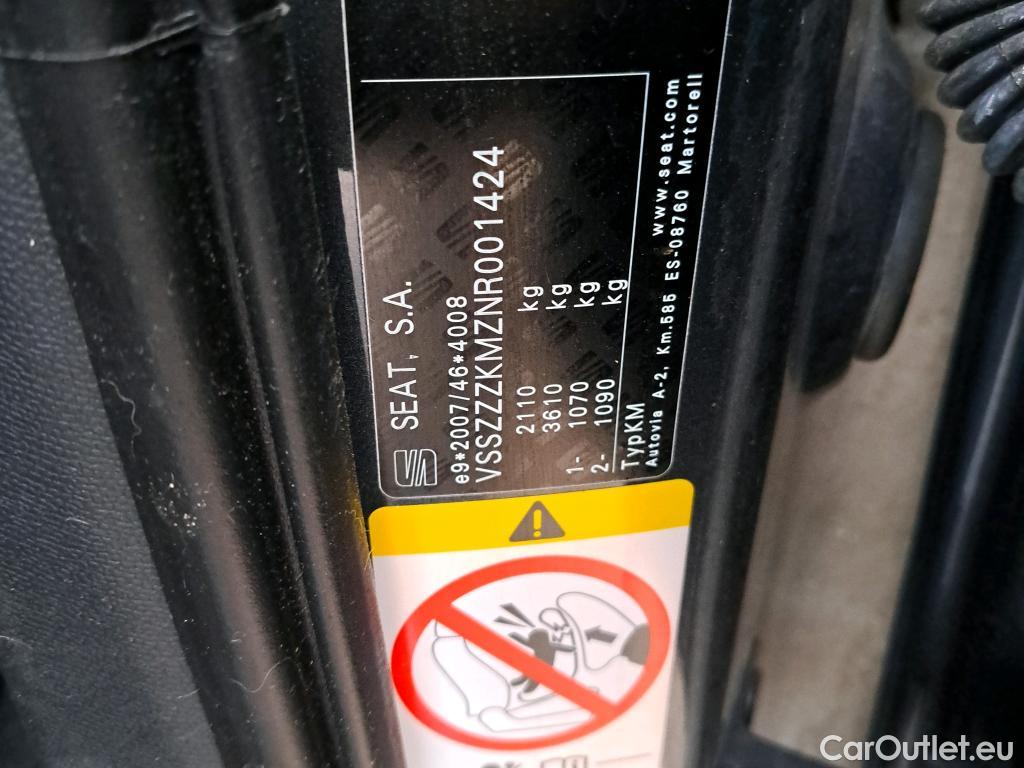 SEAT, S.A.
e9*2007/46*4008
VSSZZZKMZNR001424
2110 kg
3610 kg
1- 1070 kg
2- 1090 kg
TypKM www.seat.com
Autovia A-2, Km.585 ES-08760 Martorell
CarOutlet.eu